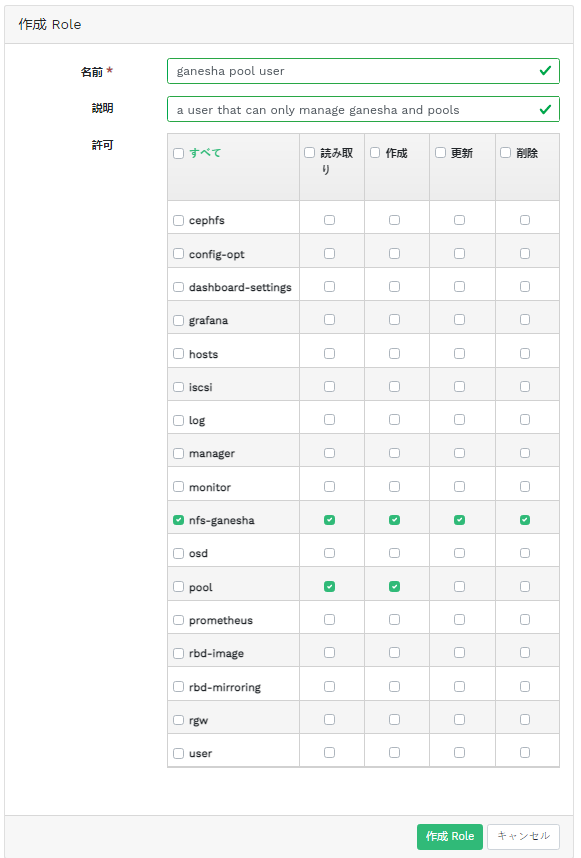 作成 Role
名前 *
ganesha pool user
説明
a user that can only manage ganesha and pools
許可
すべて
読み取
り
作成
更新
削除
cephfs
config-opt
dashboard-settings
grafana
hosts
iscsi
log
manager
monitor
nfs-ganesha
osd
pool
prometheus
rbd-image
rbd-mirroring
rgw
user
作成 Role
キャンセル